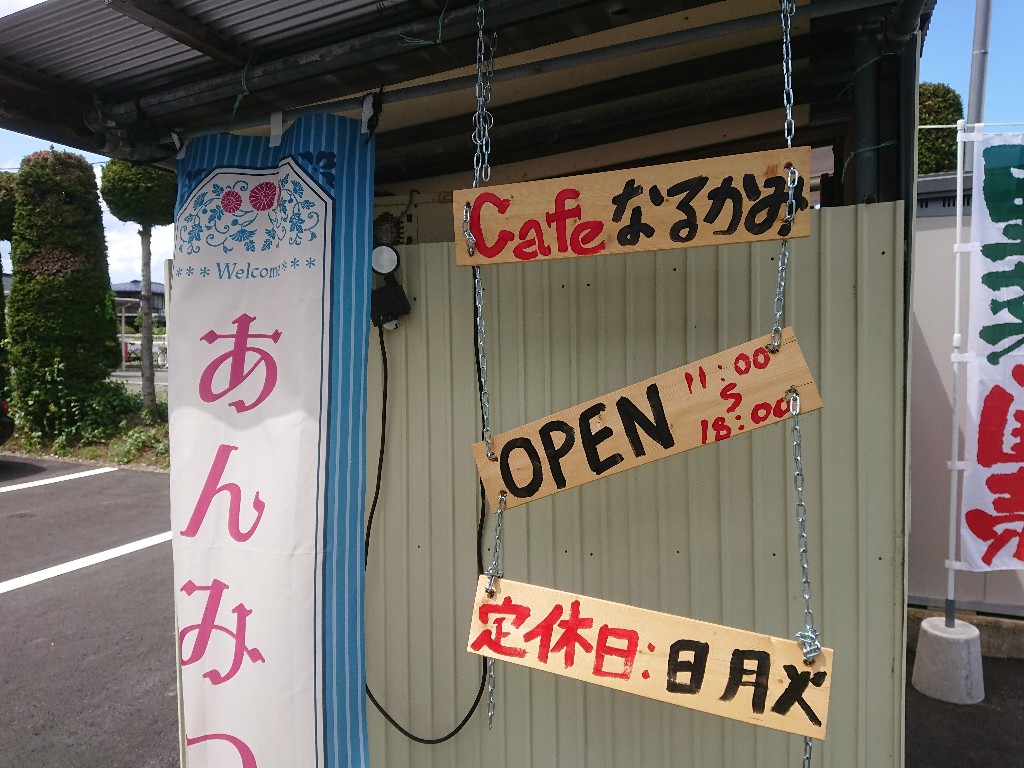 *** Welcome ***
あんみつ
Cafe なるかみ
OPEN 11:00
~
18:00
定休日:日月火